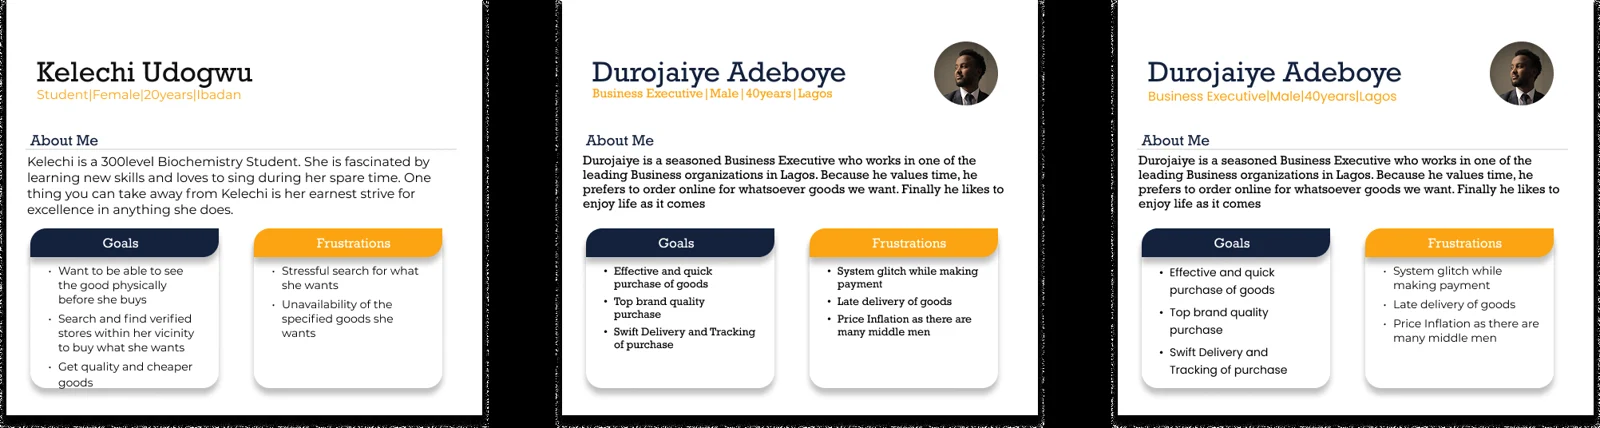 Kelechi Udogwu
Student|Female|20years|Ibadan
About Me
Kelechi is a 300level Biochemistry Student. She is fascinated by
learning new skills and loves to sing during her spare time. One
thing you can take away from Kelechi is her earnest strive for
excellence in anything she does.
Goals
• Want to be able to see
the good physically
before she buys
• Search and find verified
stores within her vicinity
to buy what she wants
• Get quality and cheaper
goods
Frustrations
• Stressful search for what
she wants
• Unavailability of the
specified goods she
wants
Durojaiye Adeboye
Business Executive|Male|40years|Lagos
About Me
Durojaiye is a seasoned Business Executive who works in one of the
leading Business organizations in Lagos. Because he values time, he
prefers to order online for whatsoever goods we want. Finally he likes to
enjoy life as it comes
Goals
• Effective and quick
purchase of goods
• Top brand quality
purchase
• Swift Delivery and Tracking
of purchase
Frustrations
• System glitch while making
payment
• Late delivery of goods
• Price Inflation as there are
many middle men
Durojaiye Adeboye
Business Executive|Male|40years|Lagos
About Me
Durojaiye is a seasoned Business Executive who works in one of the
leading Business organizations in Lagos. Because he values time, he
prefers to order online for whatsoever goods we want. Finally he likes to
enjoy life as it comes
Goals
• Effective and quick
purchase of goods
• Top brand quality
purchase
• Swift Delivery and
Tracking of purchase
Frustrations
• System glitch while
making payment
• Late delivery of goods
• Price Inflation as there are
many middle men